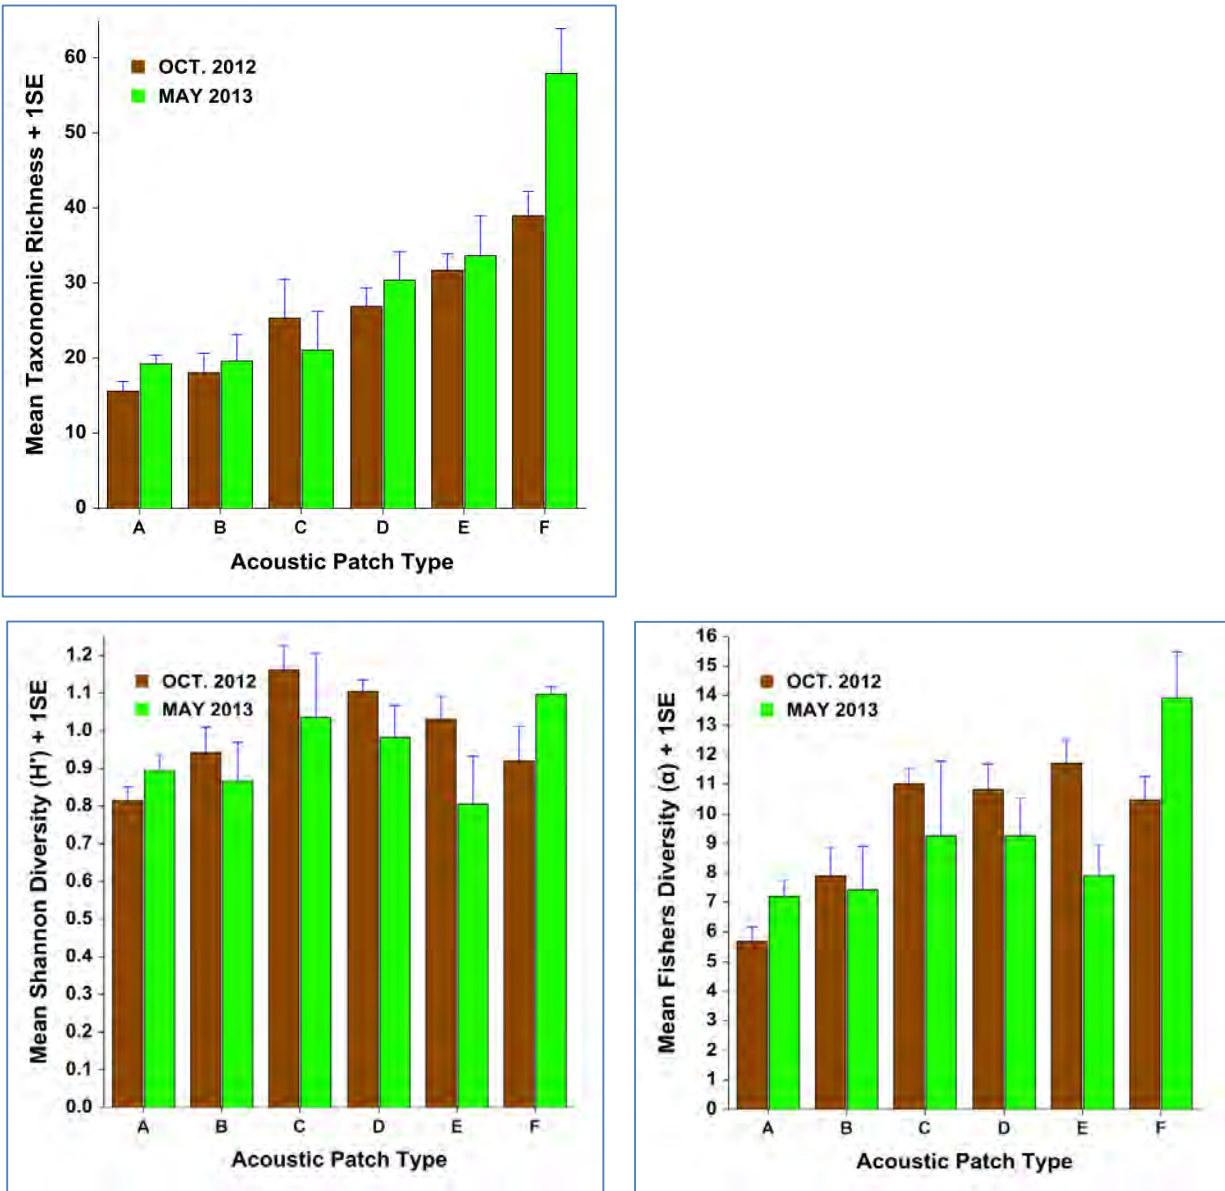 Mean Taxonomic Richness + 1SE
60
50
40
30
20
10
0
OCT. 2012
MAY 2013
A B C D E F
Acoustic Patch Type
Mean Shannon Diversity (H') + 1SE
1.2
1.1
1.0
0.9
0.8
0.7
0.6
0.5
0.4
0.3
0.2
0.1
0.0
OCT. 2012
MAY 2013
A B C D E F
Acoustic Patch Type
Mean Fishers Diversity (α) + 1SE
16
15
14
13
12
11
10
9
8
7
6
5
4
3
2
1
0
OCT. 2012
MAY 2013
A B C D E F
Acoustic Patch Type